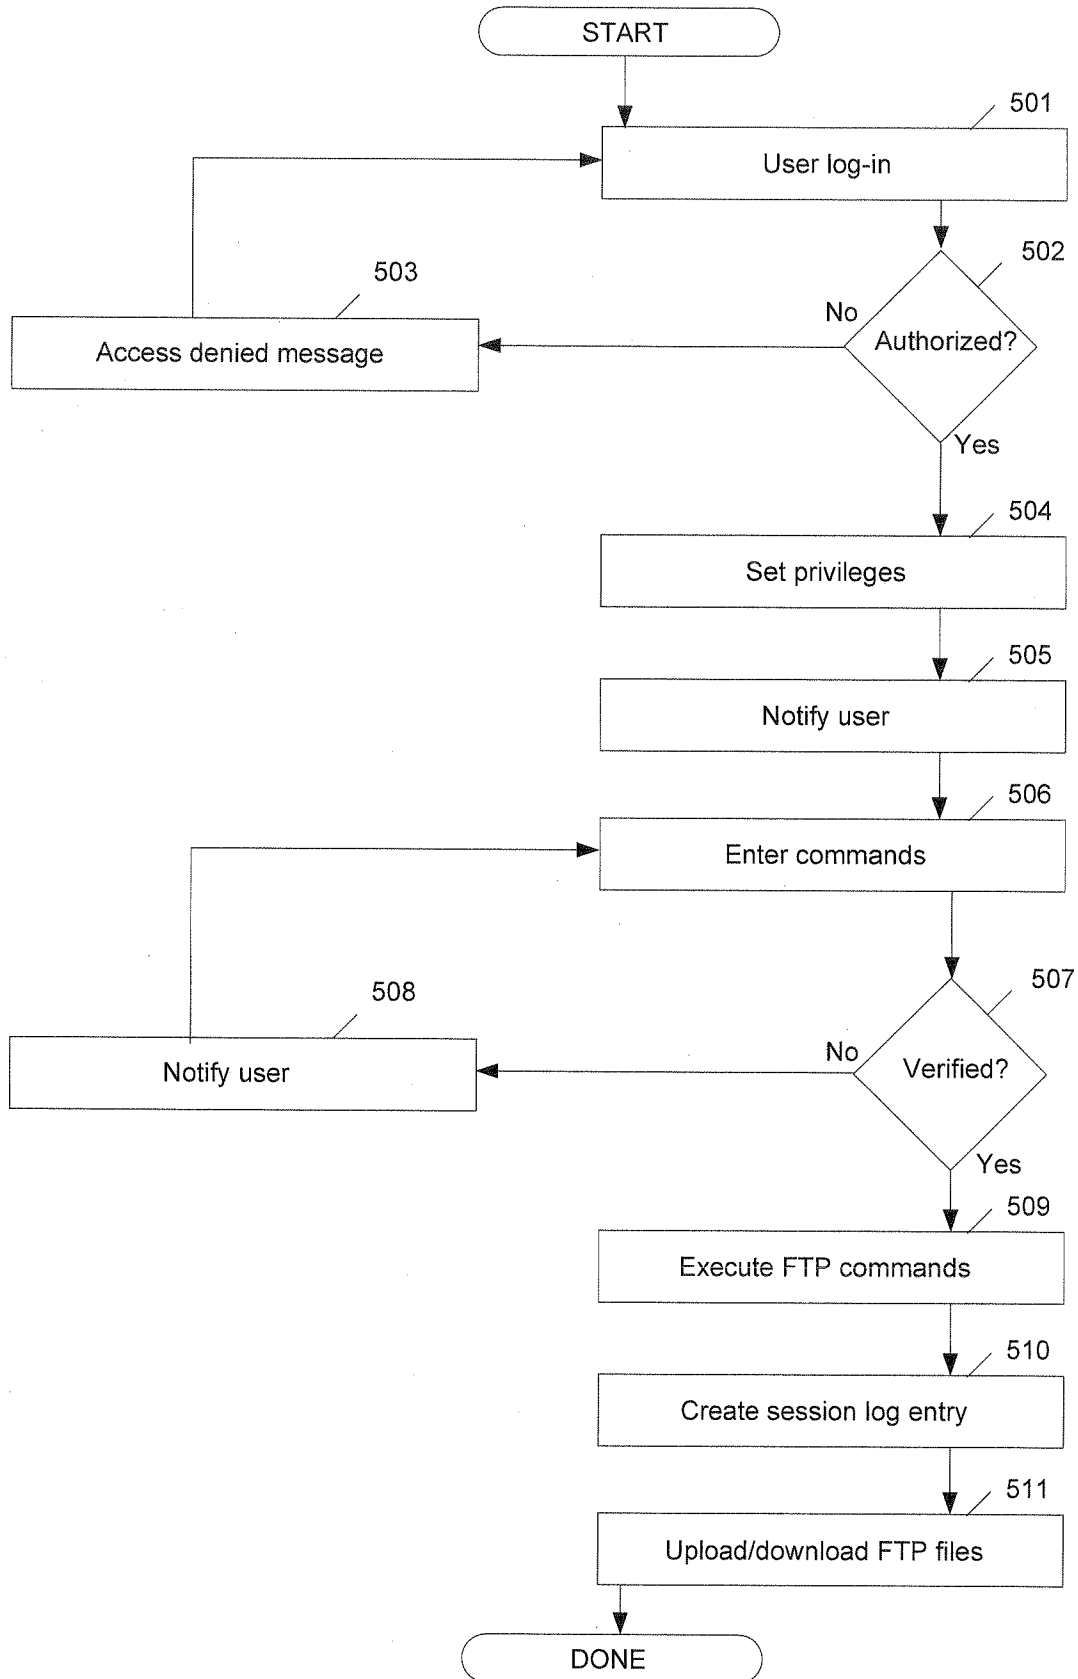 START
501
User log-in
502
503
No
Authorized?
Access denied message
Yes
504
Set privileges
505
Notify user
506
Enter commands
507
508
No
Verified?
Notify user
Yes
509
Execute FTP commands
510
Create session log entry
511
Upload/download FTP files
DONE